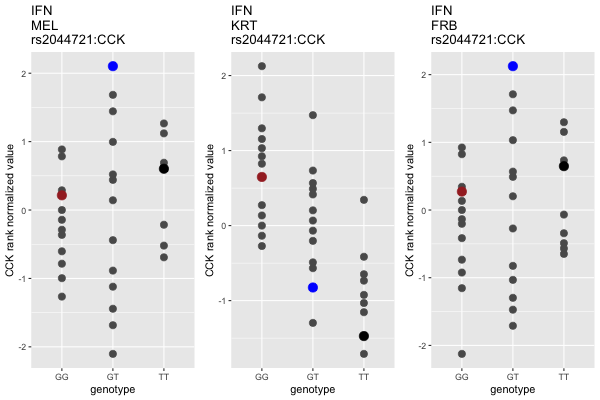 IFN
MEL
rs2044721:CCK
CCK rank normalized value
2
1
0
-1
-2
GG
GT
TT
genotype
IFN
KRT
rs2044721:CCK
CCK rank normalized value
2
1
0
-1
GG
GT
TT
genotype
IFN
FRB
rs2044721:CCK
CCK rank normalized value
2
1
0
-1
-2
GG
GT
TT
genotype